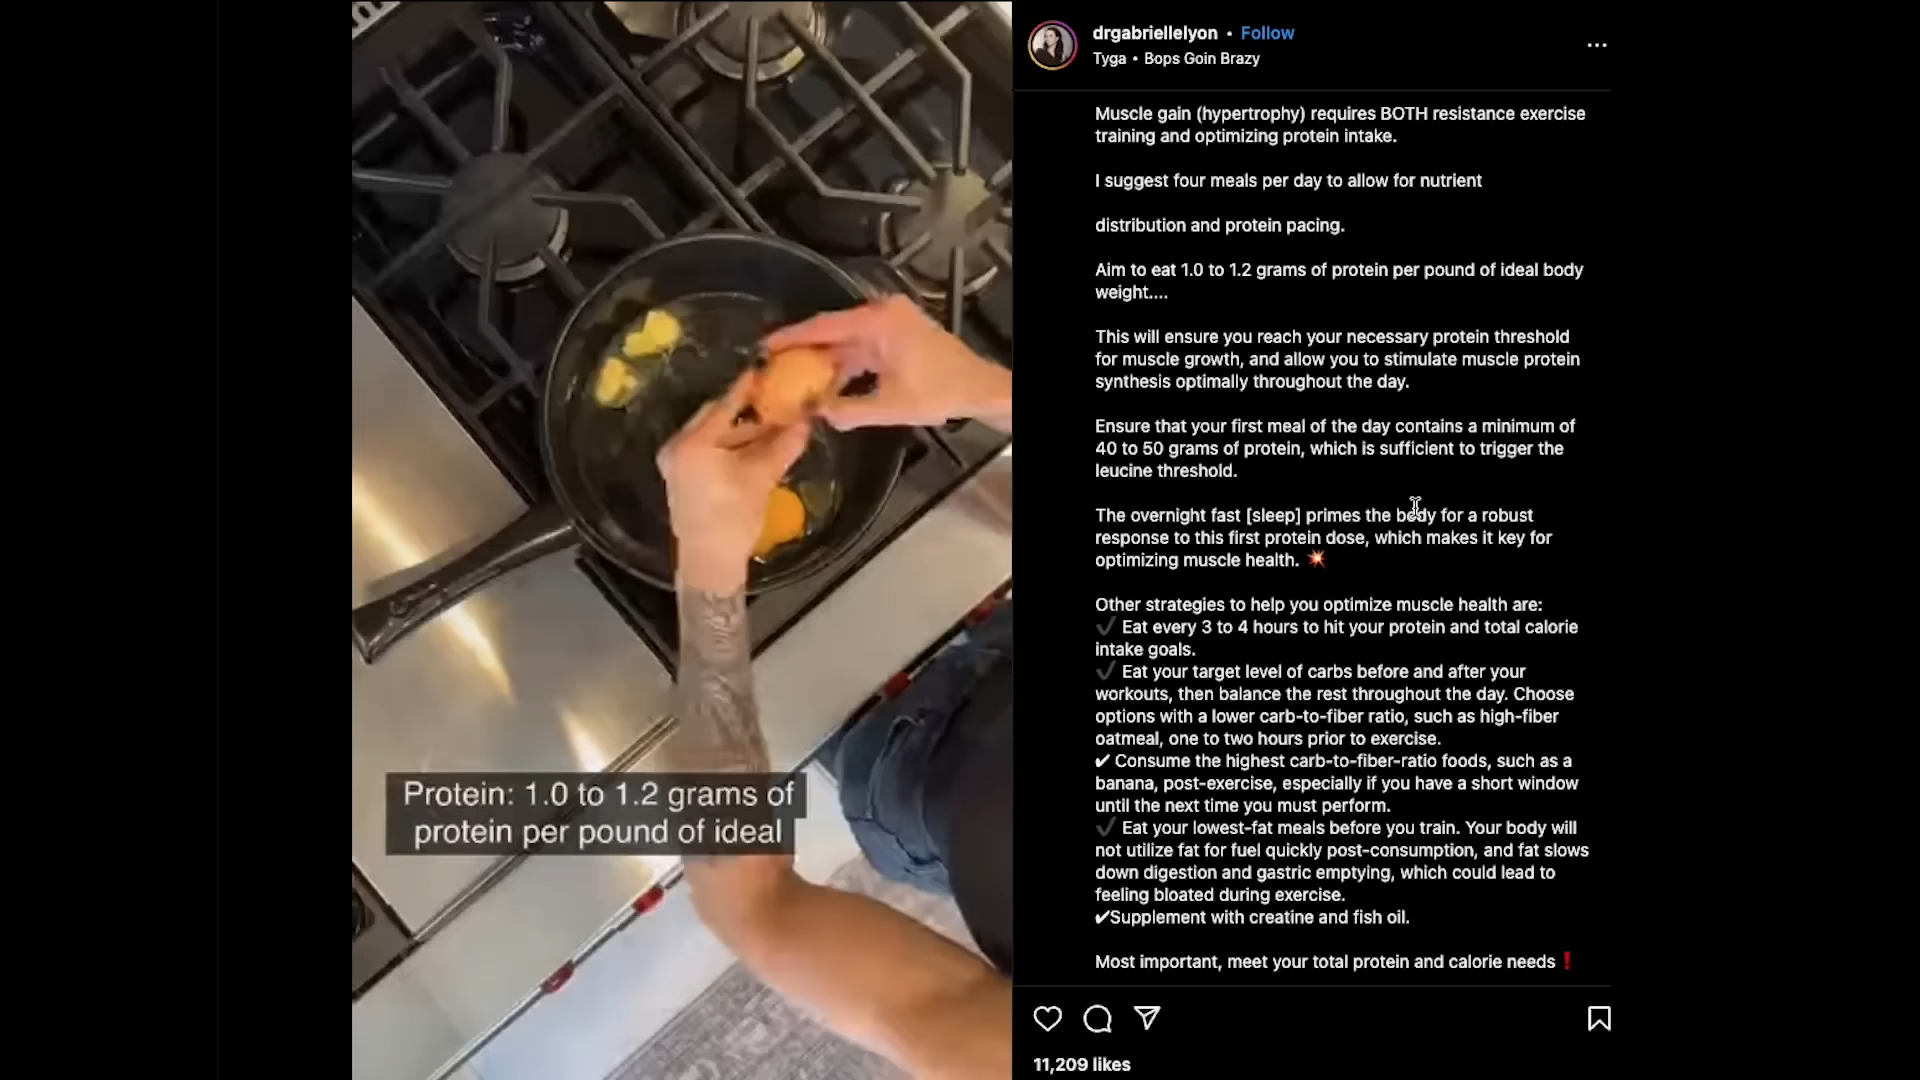 drgabriellelyon • Follow
Tyga • Bops Goin Brazy
Muscle gain (hypertrophy) requires BOTH resistance exercise
training and optimizing protein intake.
I suggest four meals per day to allow for nutrient
distribution and protein pacing.
Aim to eat 1.0 to 1.2 grams of protein per pound of ideal body
weight....
This will ensure you reach your necessary protein threshold
for muscle growth, and allow you to stimulate muscle protein
synthesis optimally throughout the day.
Ensure that your first meal of the day contains a minimum of
40 to 50 grams of protein, which is sufficient to trigger the
leucine threshold.
The overnight fast [sleep] primes the body for a robust
response to this first protein dose, which makes it key for
optimizing muscle health. 💥
Other strategies to help you optimize muscle health are:
✔️ Eat every 3 to 4 hours to hit your protein and total calorie
intake goals.
✔️ Eat your target level of carbs before and after your
workouts, then balance the rest throughout the day. Choose
options with a lower carb-to-fiber ratio, such as high-fiber
oatmeal, one to two hours prior to exercise.
✔ Consume the highest carb-to-fiber-ratio foods, such as a
banana, post-exercise, especially if you have a short window
until the next time you must perform.
✔️ Eat your lowest-fat meals before you train. Your body will
not utilize fat for fuel quickly post-consumption, and fat slows
down digestion and gastric emptying, which could lead to
feeling bloated during exercise.
✔Supplement with creatine and fish oil.
Most important, meet your total protein and calorie needs❗
11,209 likes
Protein: 1.0 to 1.2 grams of
protein per pound of ideal